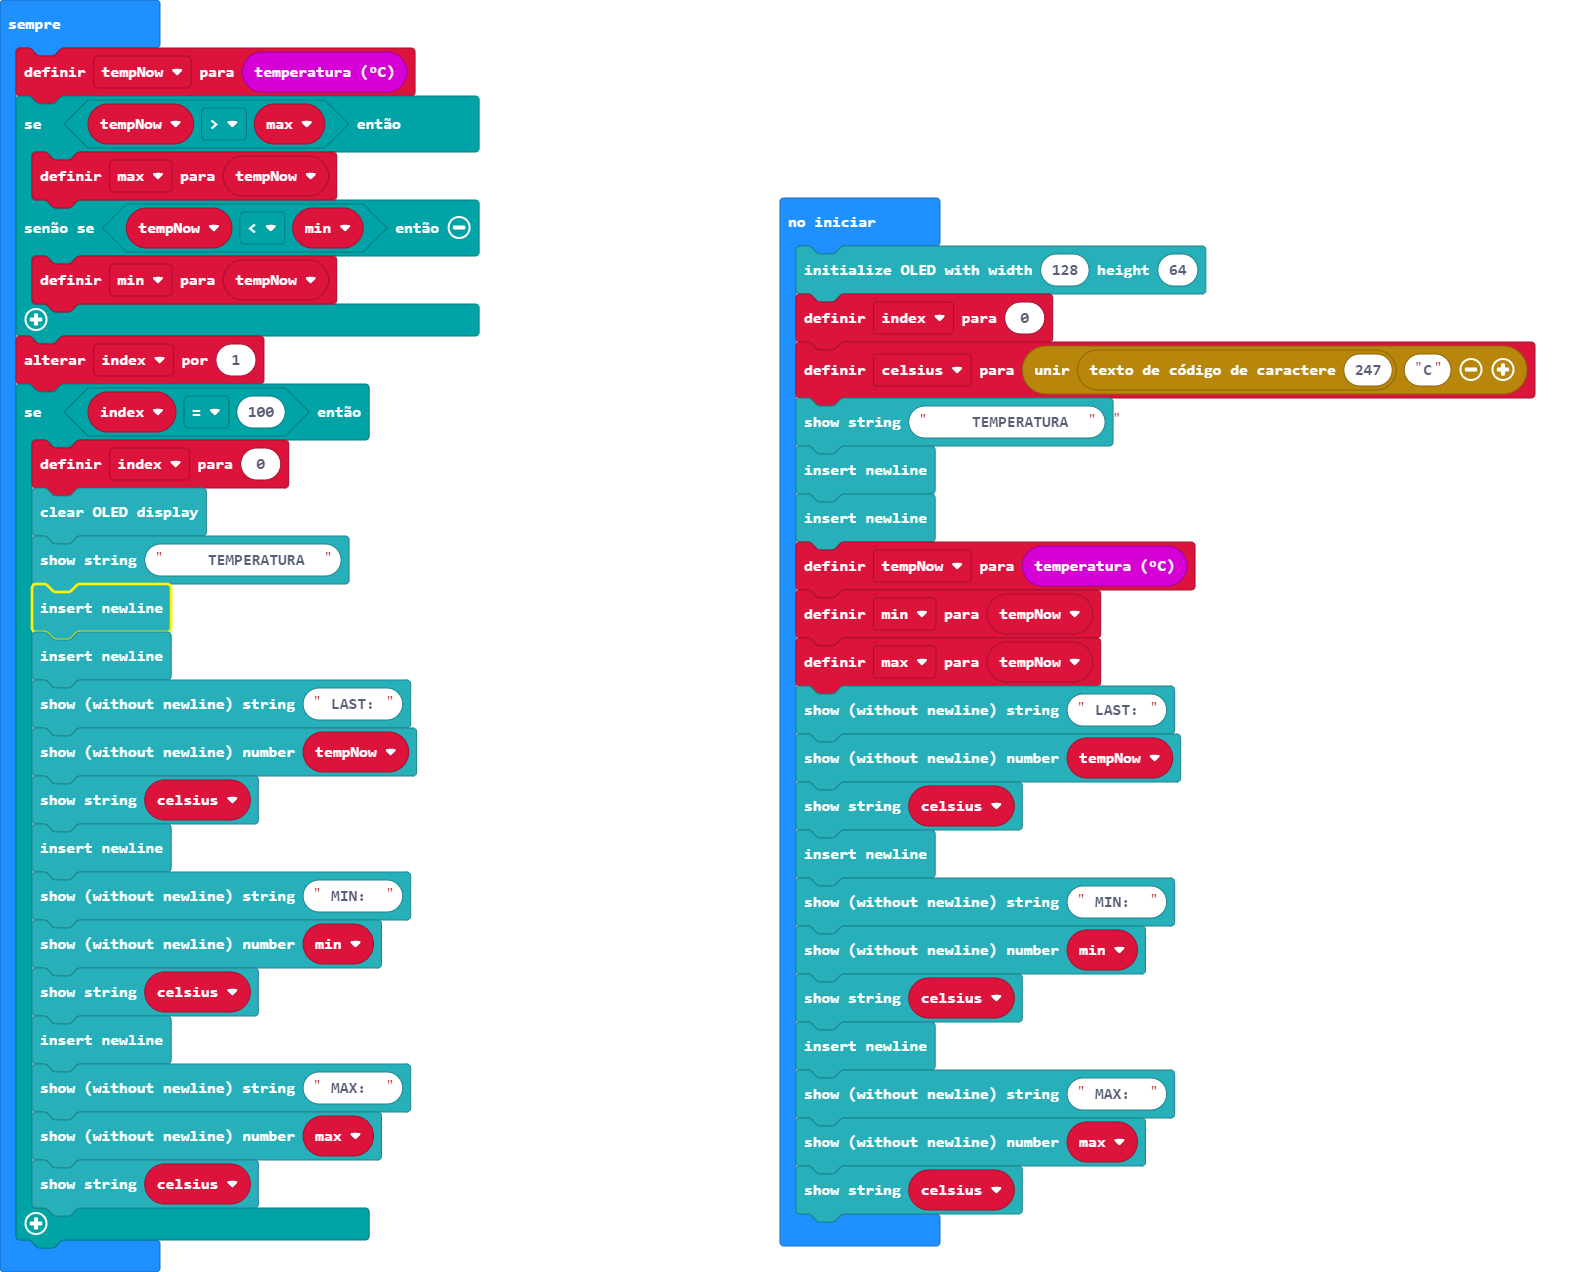 sempre
definir tempNow para temperatura (ºC)
se tempNow > max então
definir max para tempNow
senão se tempNow < min então
definir min para tempNow
alterar index por 1
se index = 100 então
definir index para 0
clear OLED display
show string " TEMPERATURA "
insert newline
insert newline
show (without newline) string " LAST: "
show (without newline) number tempNow
show string celsius
insert newline
show (without newline) string " MIN: "
show (without newline) number min
show string celsius
insert newline
show (without newline) string " MAX: "
show (without newline) number max
show string celsius
no iniciar
initialize OLED with width 128 height 64
definir index para 0
definir celsius para unir texto de código de caractere 247 "C"
show string " TEMPERATURA " "
insert newline
insert newline
definir tempNow para temperatura (ºC)
definir min para tempNow
definir max para tempNow
show (without newline) string " LAST: "
show (without newline) number tempNow
show string celsius
insert newline
show (without newline) string " MIN: "
show (without newline) number min
show string celsius
insert newline
show (without newline) string " MAX: "
show (without newline) number max
show string celsius